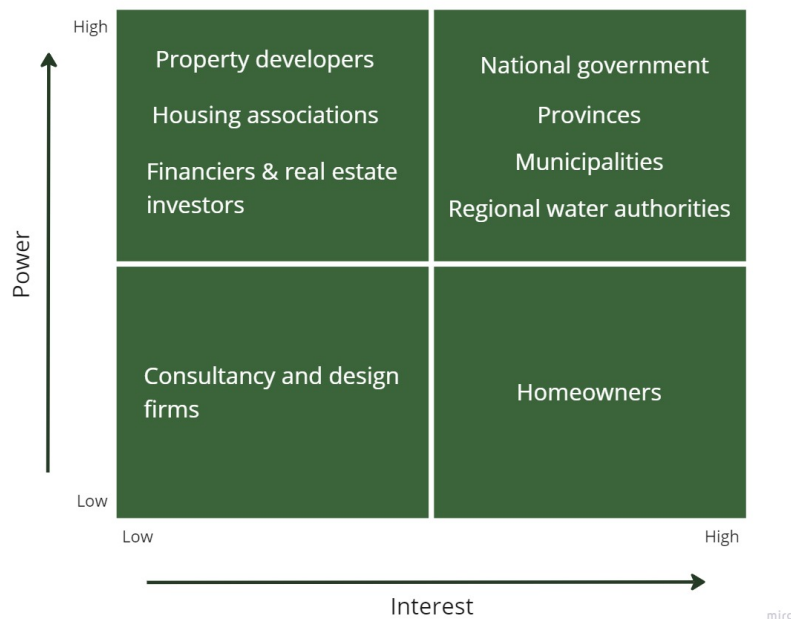 High
Property developers
Housing associations
Financiers & real estate
investors
National government
Provinces
Municipalities
Regional water authorities
Power
Consultancy and design
firms
Homeowners
Low
Low
High
Interest
miro